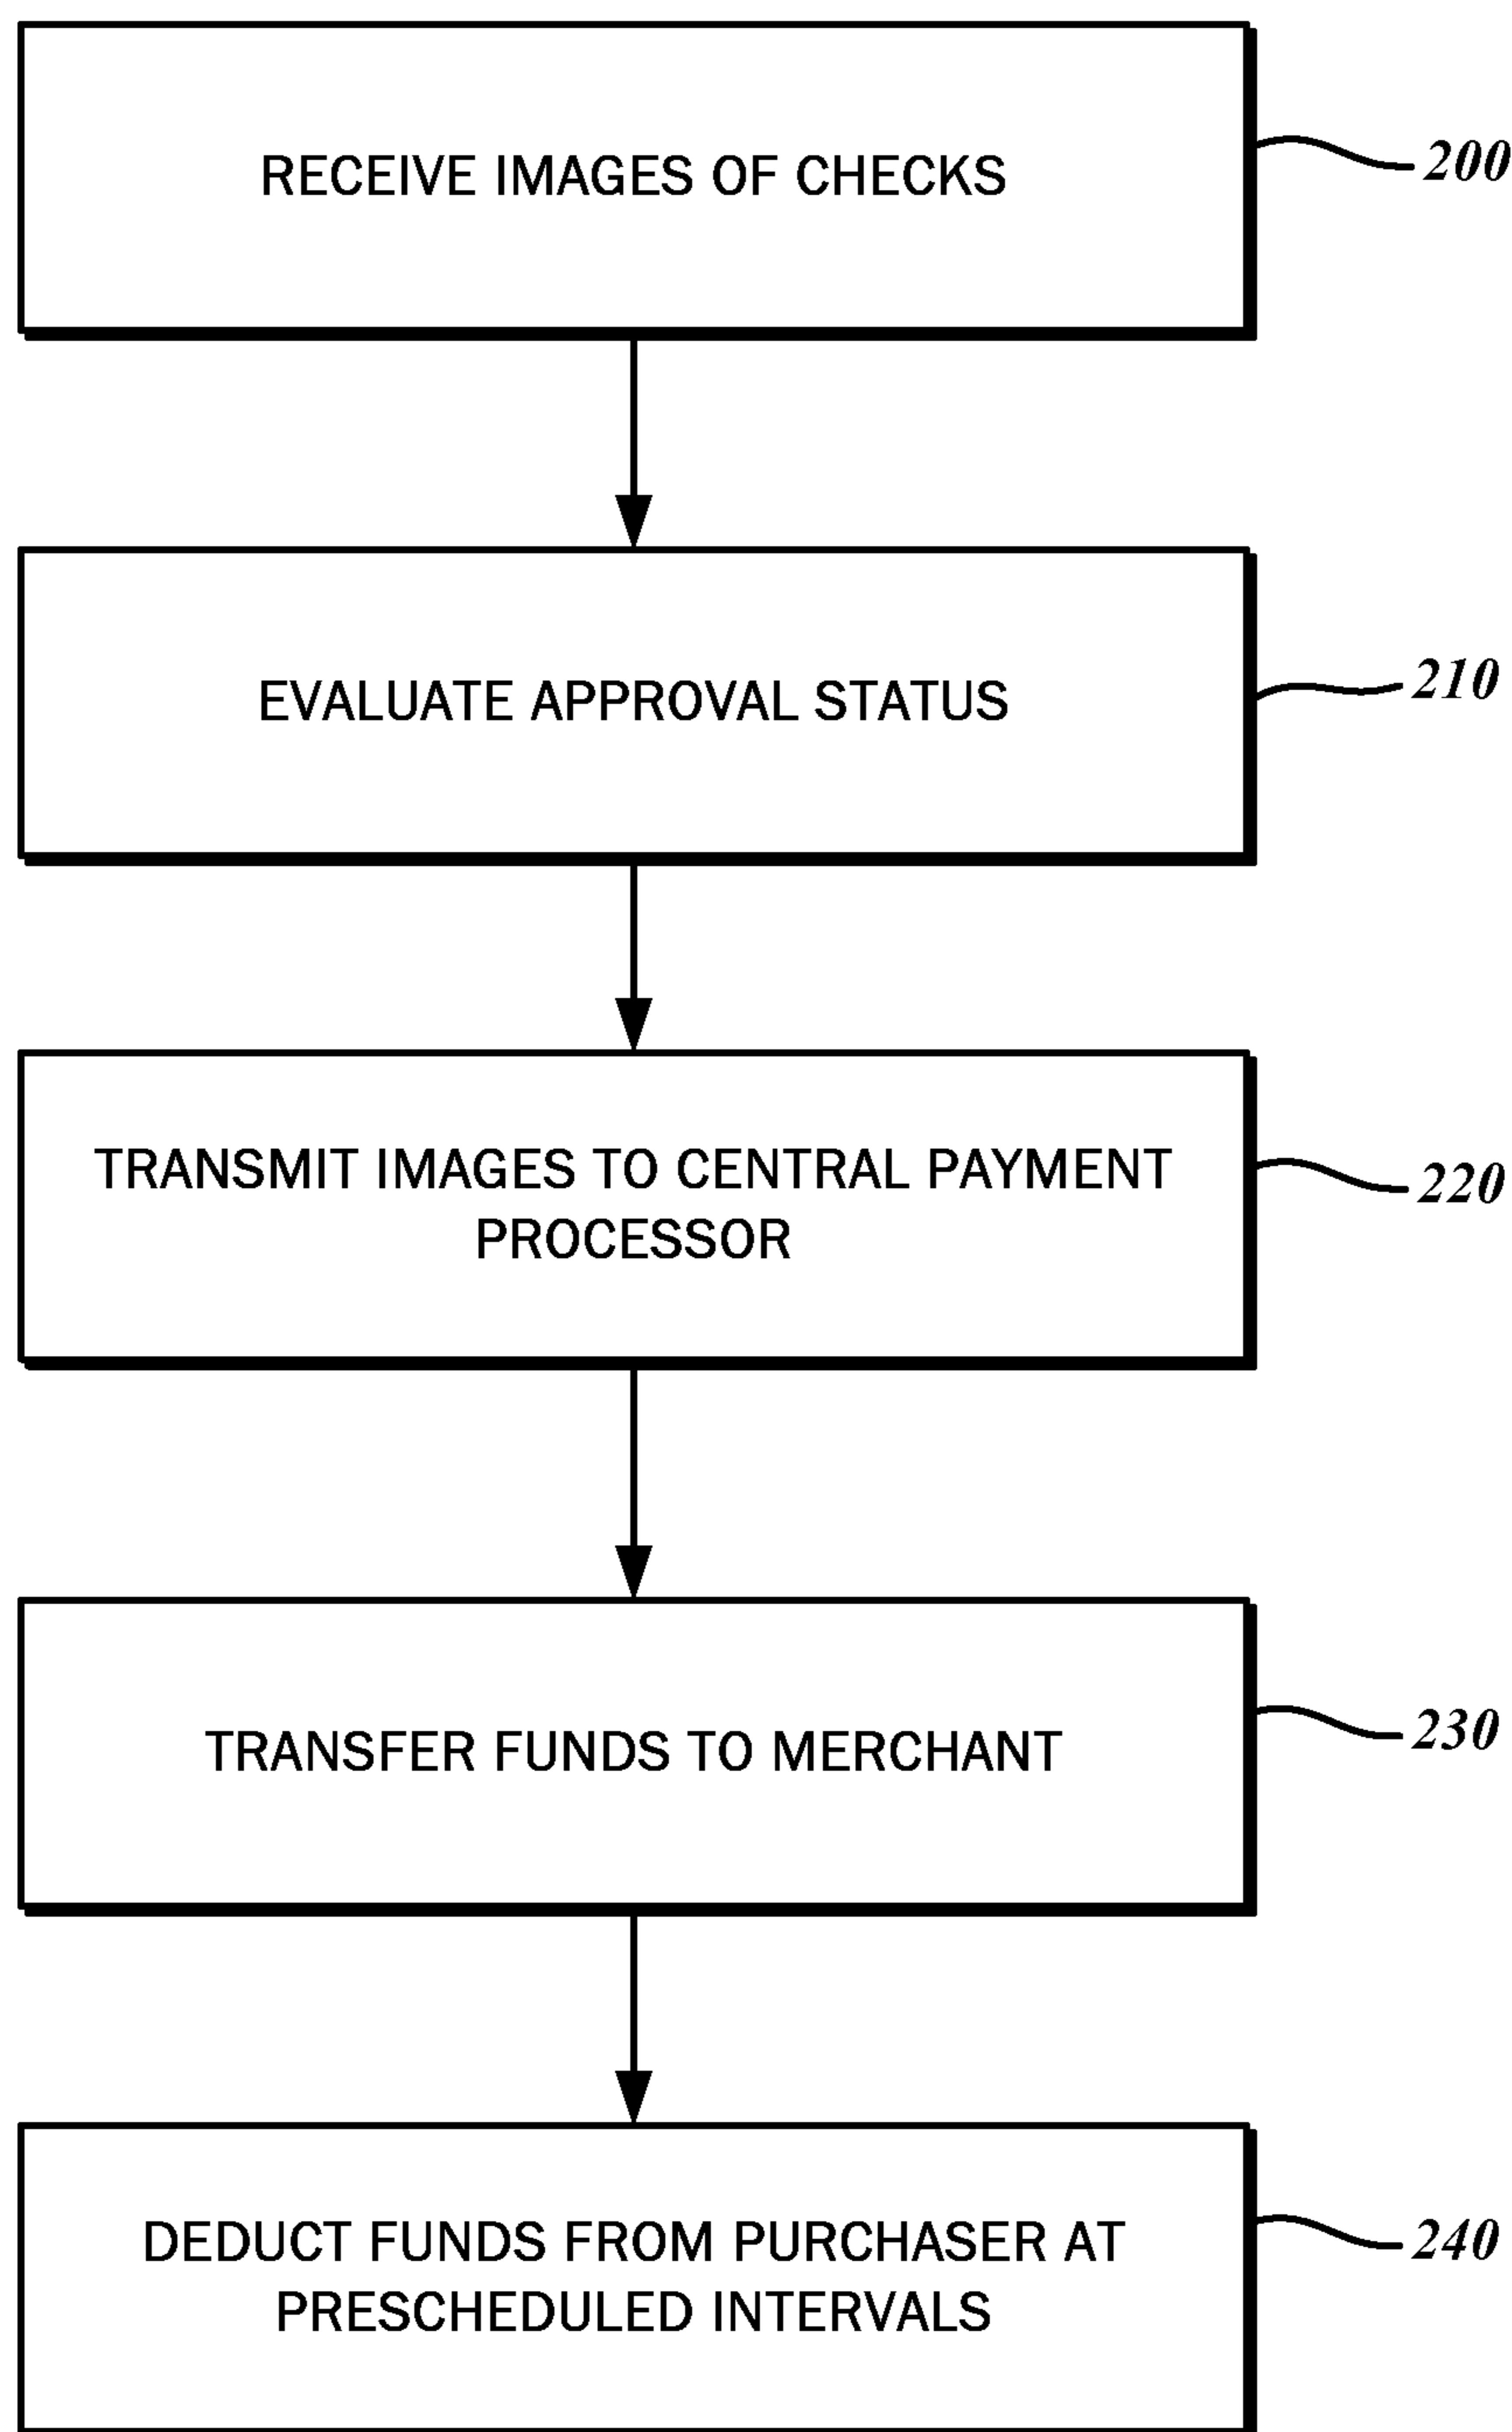 RECEIVE IMAGES OF CHECKS
200
EVALUATE APPROVAL STATUS
210
TRANSMIT IMAGES TO CENTRAL PAYMENT
PROCESSOR
220
TRANSFER FUNDS TO MERCHANT
230
DEDUCT FUNDS FROM PURCHASER AT
PRESCHEDULED INTERVALS
240